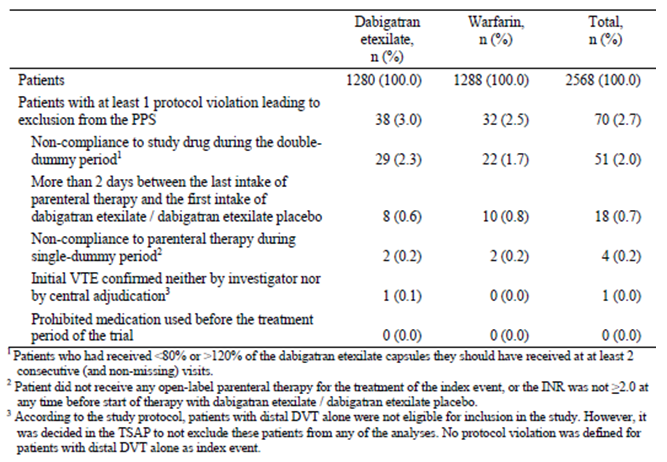 Dabigatran etexilate, n (%) Warfarin, n (%) Total, n (%)
Patients 1280 (100.0) 1288 (100.0) 2568 (100.0)
Patients with at least 1 protocol violation leading to
exclusion from the PPS 38 (3.0) 32 (2.5) 70 (2.7)
Non-compliance to study drug during the double-
dummy period1 29 (2.3) 22 (1.7) 51 (2.0)
More than 2 days between the last intake of
parenteral therapy and the first intake of
dabigatran etexilate / dabigatran etexilate placebo 8 (0.6) 10 (0.8) 18 (0.7)
Non-compliance to parenteral therapy during
single-dummy period2 2 (0.2) 2 (0.2) 4 (0.2)
Initial VTE confirmed neither by investigator nor
by central adjudication3 1 (0.1) 0 (0.0) 1 (0.0)
Prohibited medication used before the treatment
period of the trial 0 (0.0) 0 (0.0) 0 (0.0)
1 Patients who had received <80% or >120% of the dabigatran etexilate capsules they should have received at at least 2
consecutive (and non-missing) visits.
2 Patient did not receive any open-label parenteral therapy for the treatment of the index event, or the INR was not ≥2.0 at
any time before start of therapy with dabigatran etexilate / dabigatran etexilate placebo.
3 According to the study protocol, patients with distal DVT alone were not eligible for inclusion in the study. However, it
was decided in the TSAP to not exclude these patients from any of the analyses. No protocol violation was defined for
patients with distal DVT alone as index event.